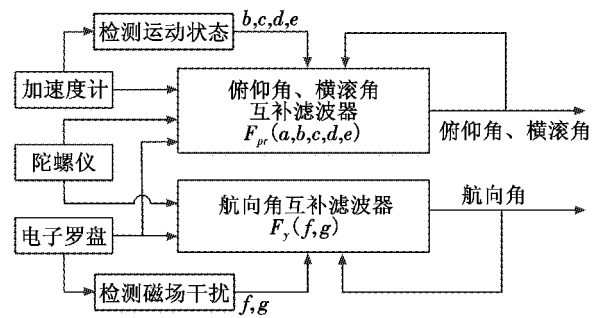 检测运动状态
b,c,d,e
加速度计
俯仰角、横滚角
互补滤波器
F_pr(a,b,c,d,e)
俯仰角、横滚角
陀螺仪
航向角
航向角互补滤波器
F_y(f,g)
电子罗盘
检测磁场干扰
f,g